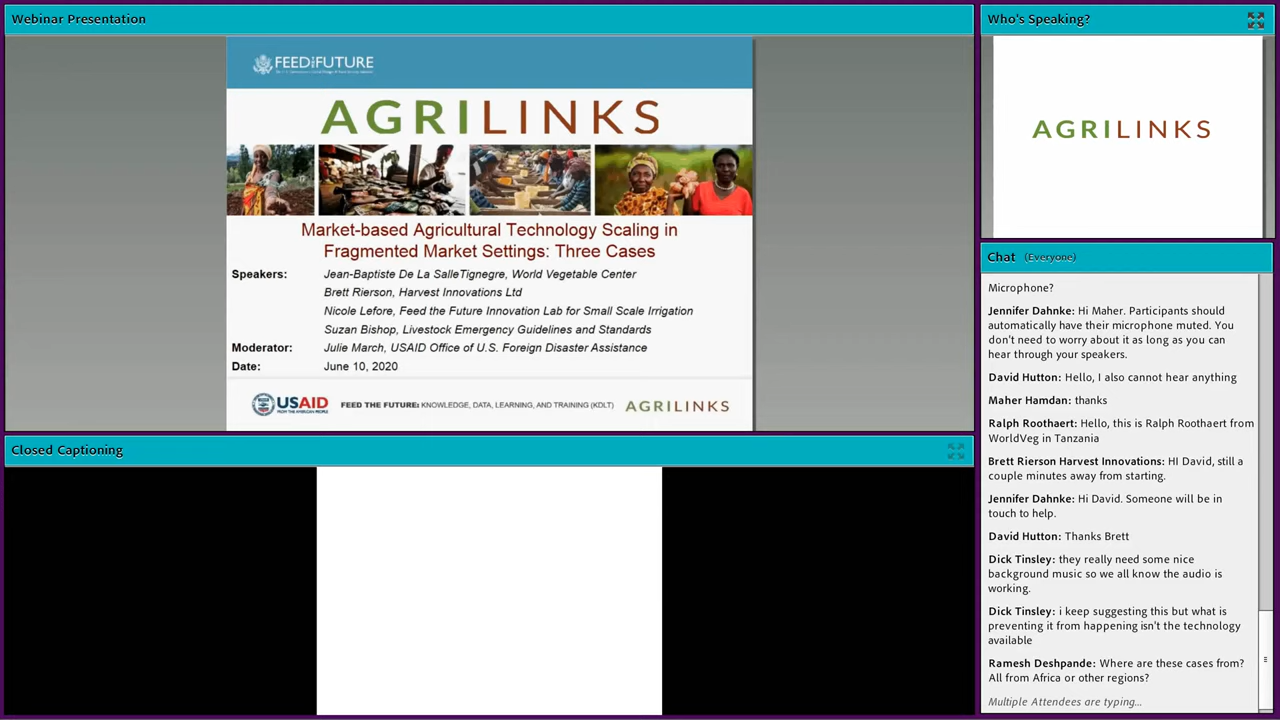 Webinar Presentation
FEED THE FUTURE
AGRILINKS
Market-based Agricultural Technology Scaling in
Fragmented Market Settings: Three Cases
Speakers: Jean-Baptiste De La SalleTignegre, World Vegetable Center
Brett Rierson, Harvest Innovations Ltd
Nicole Lefore, Feed the Future Innovation Lab for Small Scale Irrigation
Suzan Bishop, Livestock Emergency Guidelines and Standards
Moderator: Julie March, USAID Office of U.S. Foreign Disaster Assistance
Date: June 10, 2020
USAID
FROM THE AMERICAN PEOPLE
FEED THE FUTURE: KNOWLEDGE, DATA, LEARNING, AND TRAINING (KDLT)
AGRILINKS
Closed Captioning
Who's Speaking?
AGRILINKS
Chat (Everyone)
Microphone?
Jennifer Dahnke: Hi Maher. Participants should
automatically have their microphone muted. You
don't need to worry about it as long as you can
hear through your speakers.
David Hutton: Hello, I also cannot hear anything
Maher Hamdan: thanks
Ralph Roothaert: Hello, this is Ralph Roothaert from
WorldVeg in Tanzania
Brett Rierson Harvest Innovations: HI David, still a
couple minutes away from starting.
Jennifer Dahnke: Hi David. Someone will be in
touch to help.
David Hutton: Thanks Brett
Dick Tinsley: they really need some nice
background music so we all know the audio is
working.
Dick Tinsley: i keep suggesting this but what is
preventing it from happening isn't the technology
available
Ramesh Deshpande: Where are these cases from?
All from Africa or other regions?
Multiple Attendees are typing...